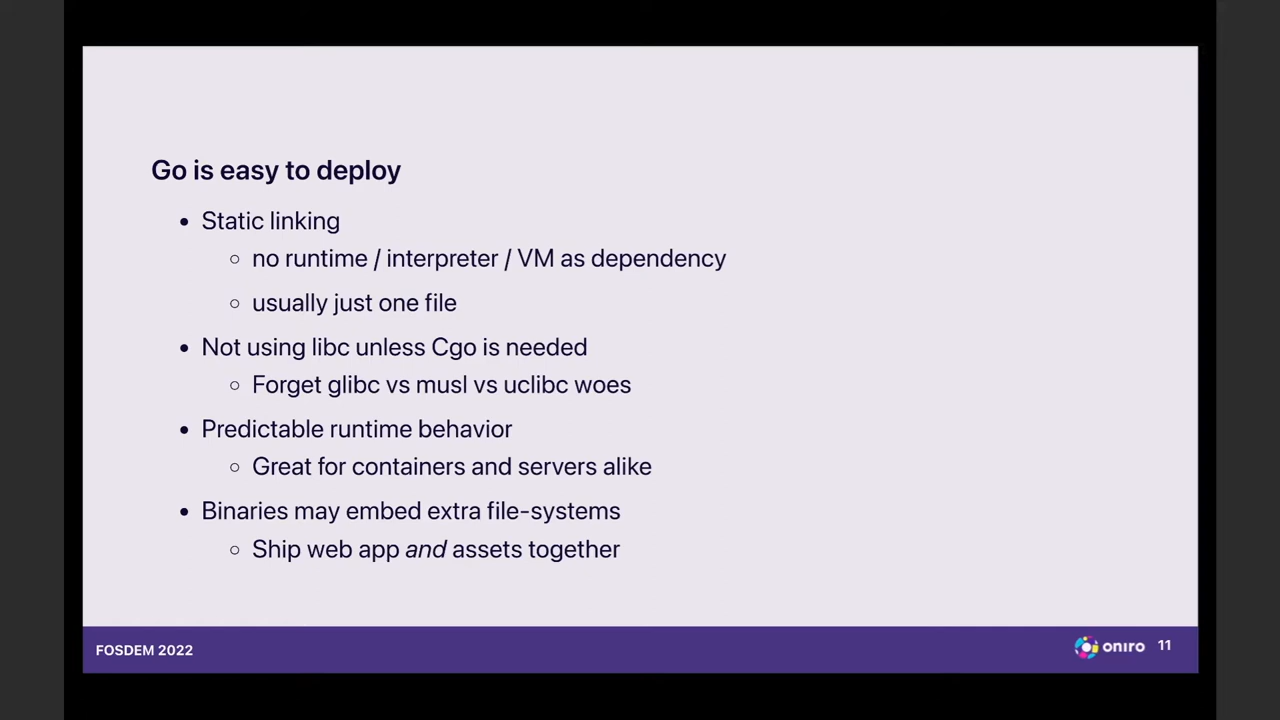 Go is easy to deploy
• Static linking
◦ no runtime / interpreter / VM as dependency
◦ usually just one file
• Not using libc unless Cgo is needed
◦ Forget glibc vs musl vs uclibc woes
• Predictable runtime behavior
◦ Great for containers and servers alike
• Binaries may embed extra file-systems
◦ Ship web app and assets together
FOSDEM 2022
oniro 11